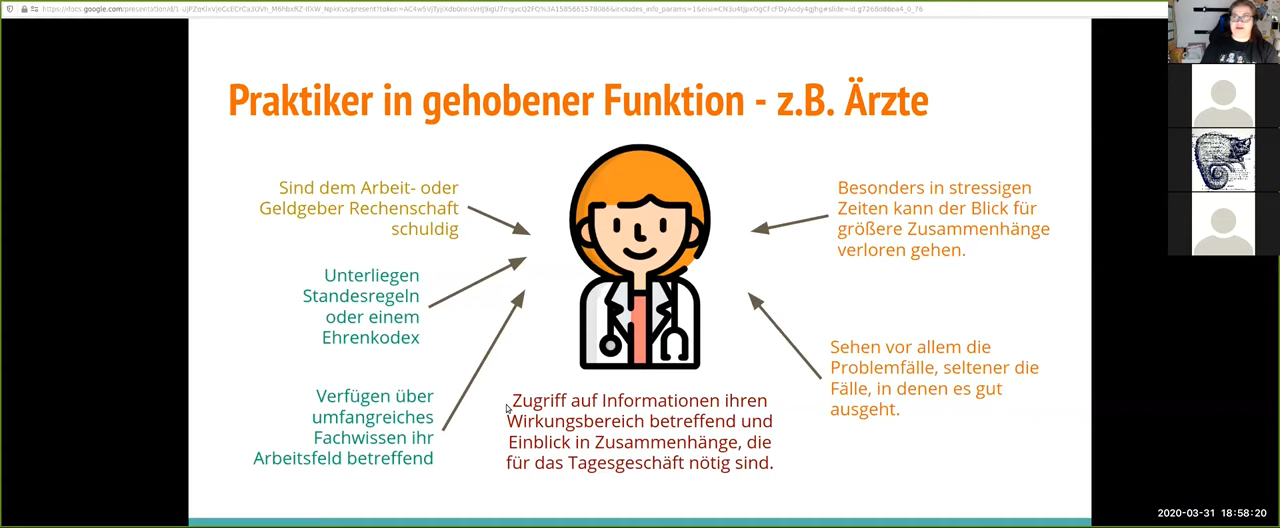 Praktiker in gehobener Funktion - z.B. Ärzte
Sind dem Arbeit- oder
Geldgeber Rechenschaft
schuldig
Unterliegen
Standesregeln
oder einem
Ehrenkodex
Verfügen über
umfangreiches
Fachwissen ihr
Arbeitsfeld betreffend
Zugriff auf Informationen ihren
Wirkungsbereich betreffend und
Einblick in Zusammenhänge, die
für das Tagesgeschäft nötig sind.
Besonders in stressigen
Zeiten kann der Blick für
größere Zusammenhänge
verloren gehen.
Sehen vor allem die
Problemfälle, seltener die
Fälle, in denen es gut
ausgeht.
2020-03-31 18:58:20